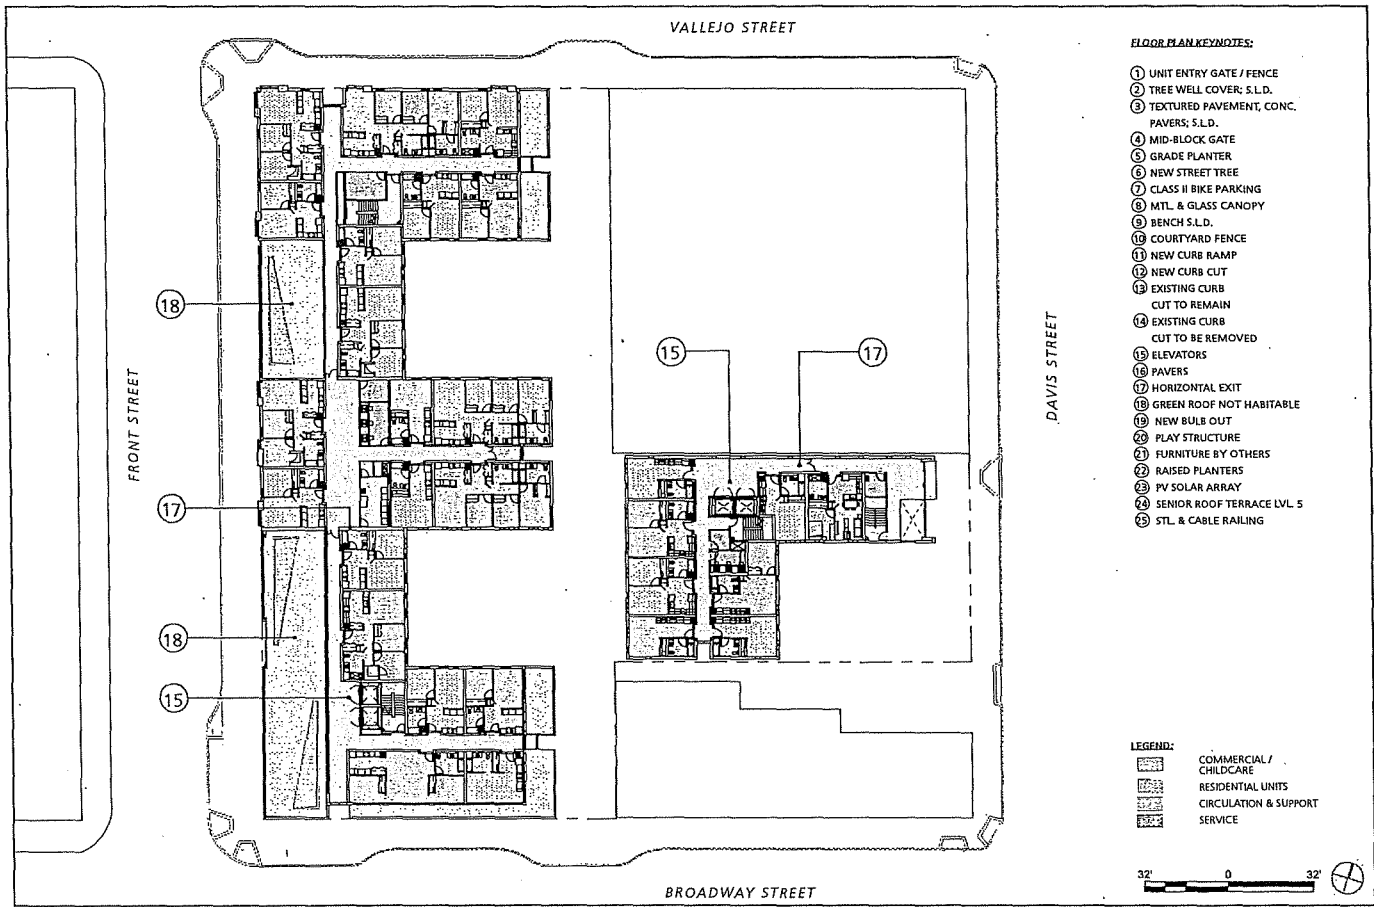 VALLEJO STREET
FLOOR PLAN KEYNOTES:
1 UNIT ENTRY GATE / FENCE
2 TREE WELL COVER; S.L.D.
3 TEXTURED PAVEMENT, CONC.
PAVERS; S.L.D.
4 MID-BLOCK GATE
5 GRADE PLANTER
6 NEW STREET TREE
7 CLASS II BIKE PARKING
8 MTL. & GLASS CANOPY
9 BENCH S.L.D.
10 COURTYARD FENCE
11 NEW CURB RAMP
12 NEW CURB CUT
13 EXISTING CURB
CUT TO REMAIN
14 EXISTING CURB
CUT TO BE REMOVED
15 ELEVATORS
16 PAVERS
17 HORIZONTAL EXIT
18 GREEN ROOF NOT HABITABLE
19 NEW BULB OUT
20 PLAY STRUCTURE
21 FURNITURE BY OTHERS
22 RAISED PLANTERS
23 PV SOLAR ARRAY
24 SENIOR ROOF TERRACE LVL 5
25 STL. & CABLE RAILING
18
15
17
FRONT STREET
DAVIS STREET
17
18
15
LEGEND:
COMMERCIAL /
CHILDCARE
RESIDENTIAL UNITS
CIRCULATION & SUPPORT
SERVICE
32' 0 32'
BROADWAY STREET